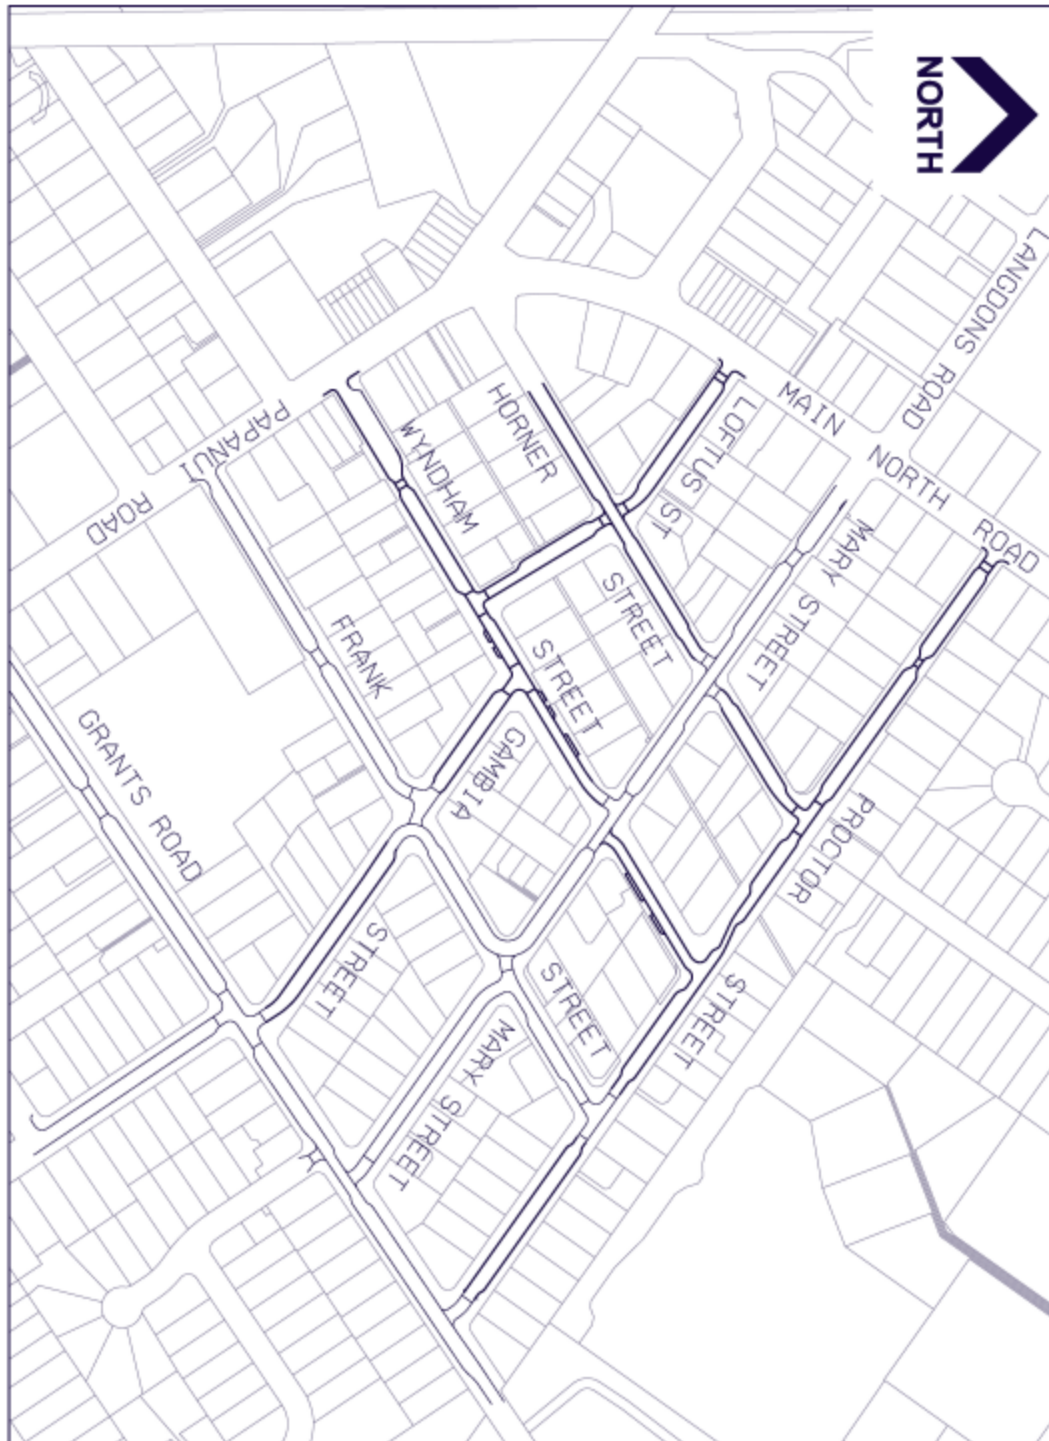 NORTH
LANGDONS ROAD
MAIN NORTH ROAD
PAPANUI ROAD
WYNDHAM STREET
HORNER STREET
LOFTUS ST
MARY STREET
FRANK STREET
GAMBIA STREET
GRANTS ROAD
PROCTOR STREET
MARY STREET